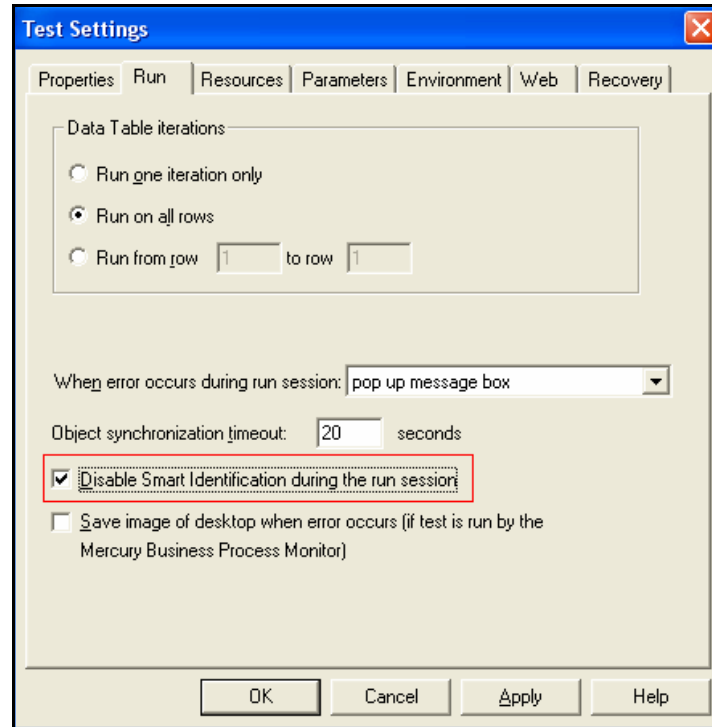 Test Settings
Properties Run Resources Parameters Environment Web Recovery
Data Table iterations
Run one iteration only
Run on all rows
Run from row 1 to row 1
When error occurs during run session: pop up message box
Object synchronization timeout: 20 seconds
Disable Smart Identification during the run session
Save image of desktop when error occurs (if test is run by the
Mercury Business Process Monitor)
OK Cancel Apply Help